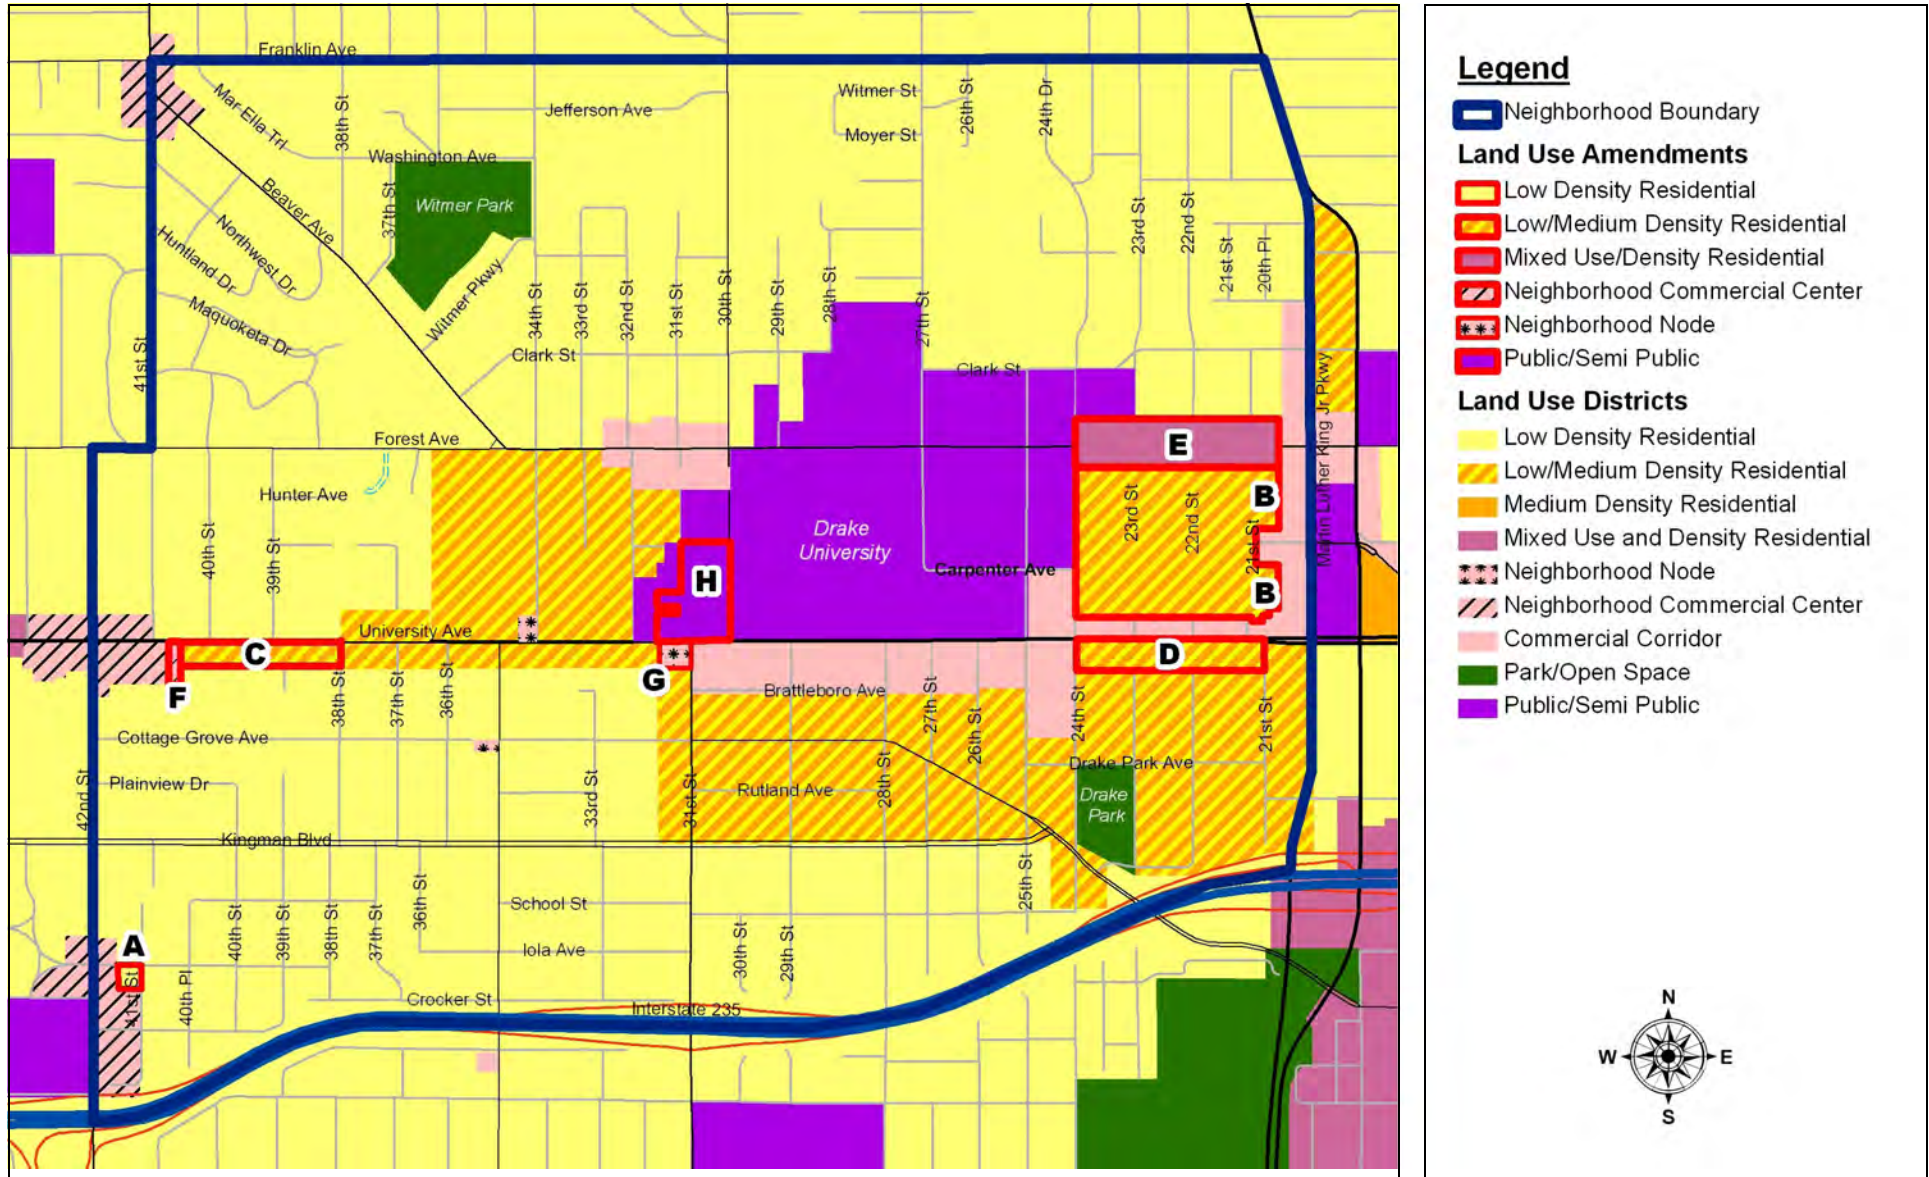 Franklin Ave
Mar-Ella Trl
38th St
Jefferson Ave
Witmer St
Moyer St
26th St
24th Dr
Washington Ave
Beaver Ave
37th St
Witmer Park
Northwest Dr
Huntland Dr
Maquoketa Dr
Witmer Pkwy
23rd St
22nd St
21st St
20th Pl
41st St
34th St
33rd St
32nd St
31st St
30th St
29th St
28th St
27th St
Clark St
Clark St
Martin Luther King Jr Pkwy
Forest Ave
E
Hunter Ave
40th St
39th St
Drake
University
Carpenter Ave
23rd St
22nd St
21st St
B
B
H
University Ave
C
F
G
D
38th St
37th St
36th St
Brattleboro Ave
27th St
26th St
24th St
21st St
Cottage Grove Ave
Plainview Dr
42nd St
33rd St
31st St
Rutland Ave
28th St
Drake Park Ave
Drake
Park
Kingman Blvd
25th St
36th St
School St
Iola Ave
40th St
39th St
38th St
37th St
30th St
29th St
A
41st St
40th Pl
Crocker St
Interstate 235
Legend
Neighborhood Boundary
Land Use Amendments
Low Density Residential
Low/Medium Density Residential
Mixed Use/Density Residential
Neighborhood Commercial Center
Neighborhood Node
Public/Semi Public
Land Use Districts
Low Density Residential
Low/Medium Density Residential
Medium Density Residential
Mixed Use and Density Residential
Neighborhood Node
Neighborhood Commercial Center
Commercial Corridor
Park/Open Space
Public/Semi Public
N
W E
S